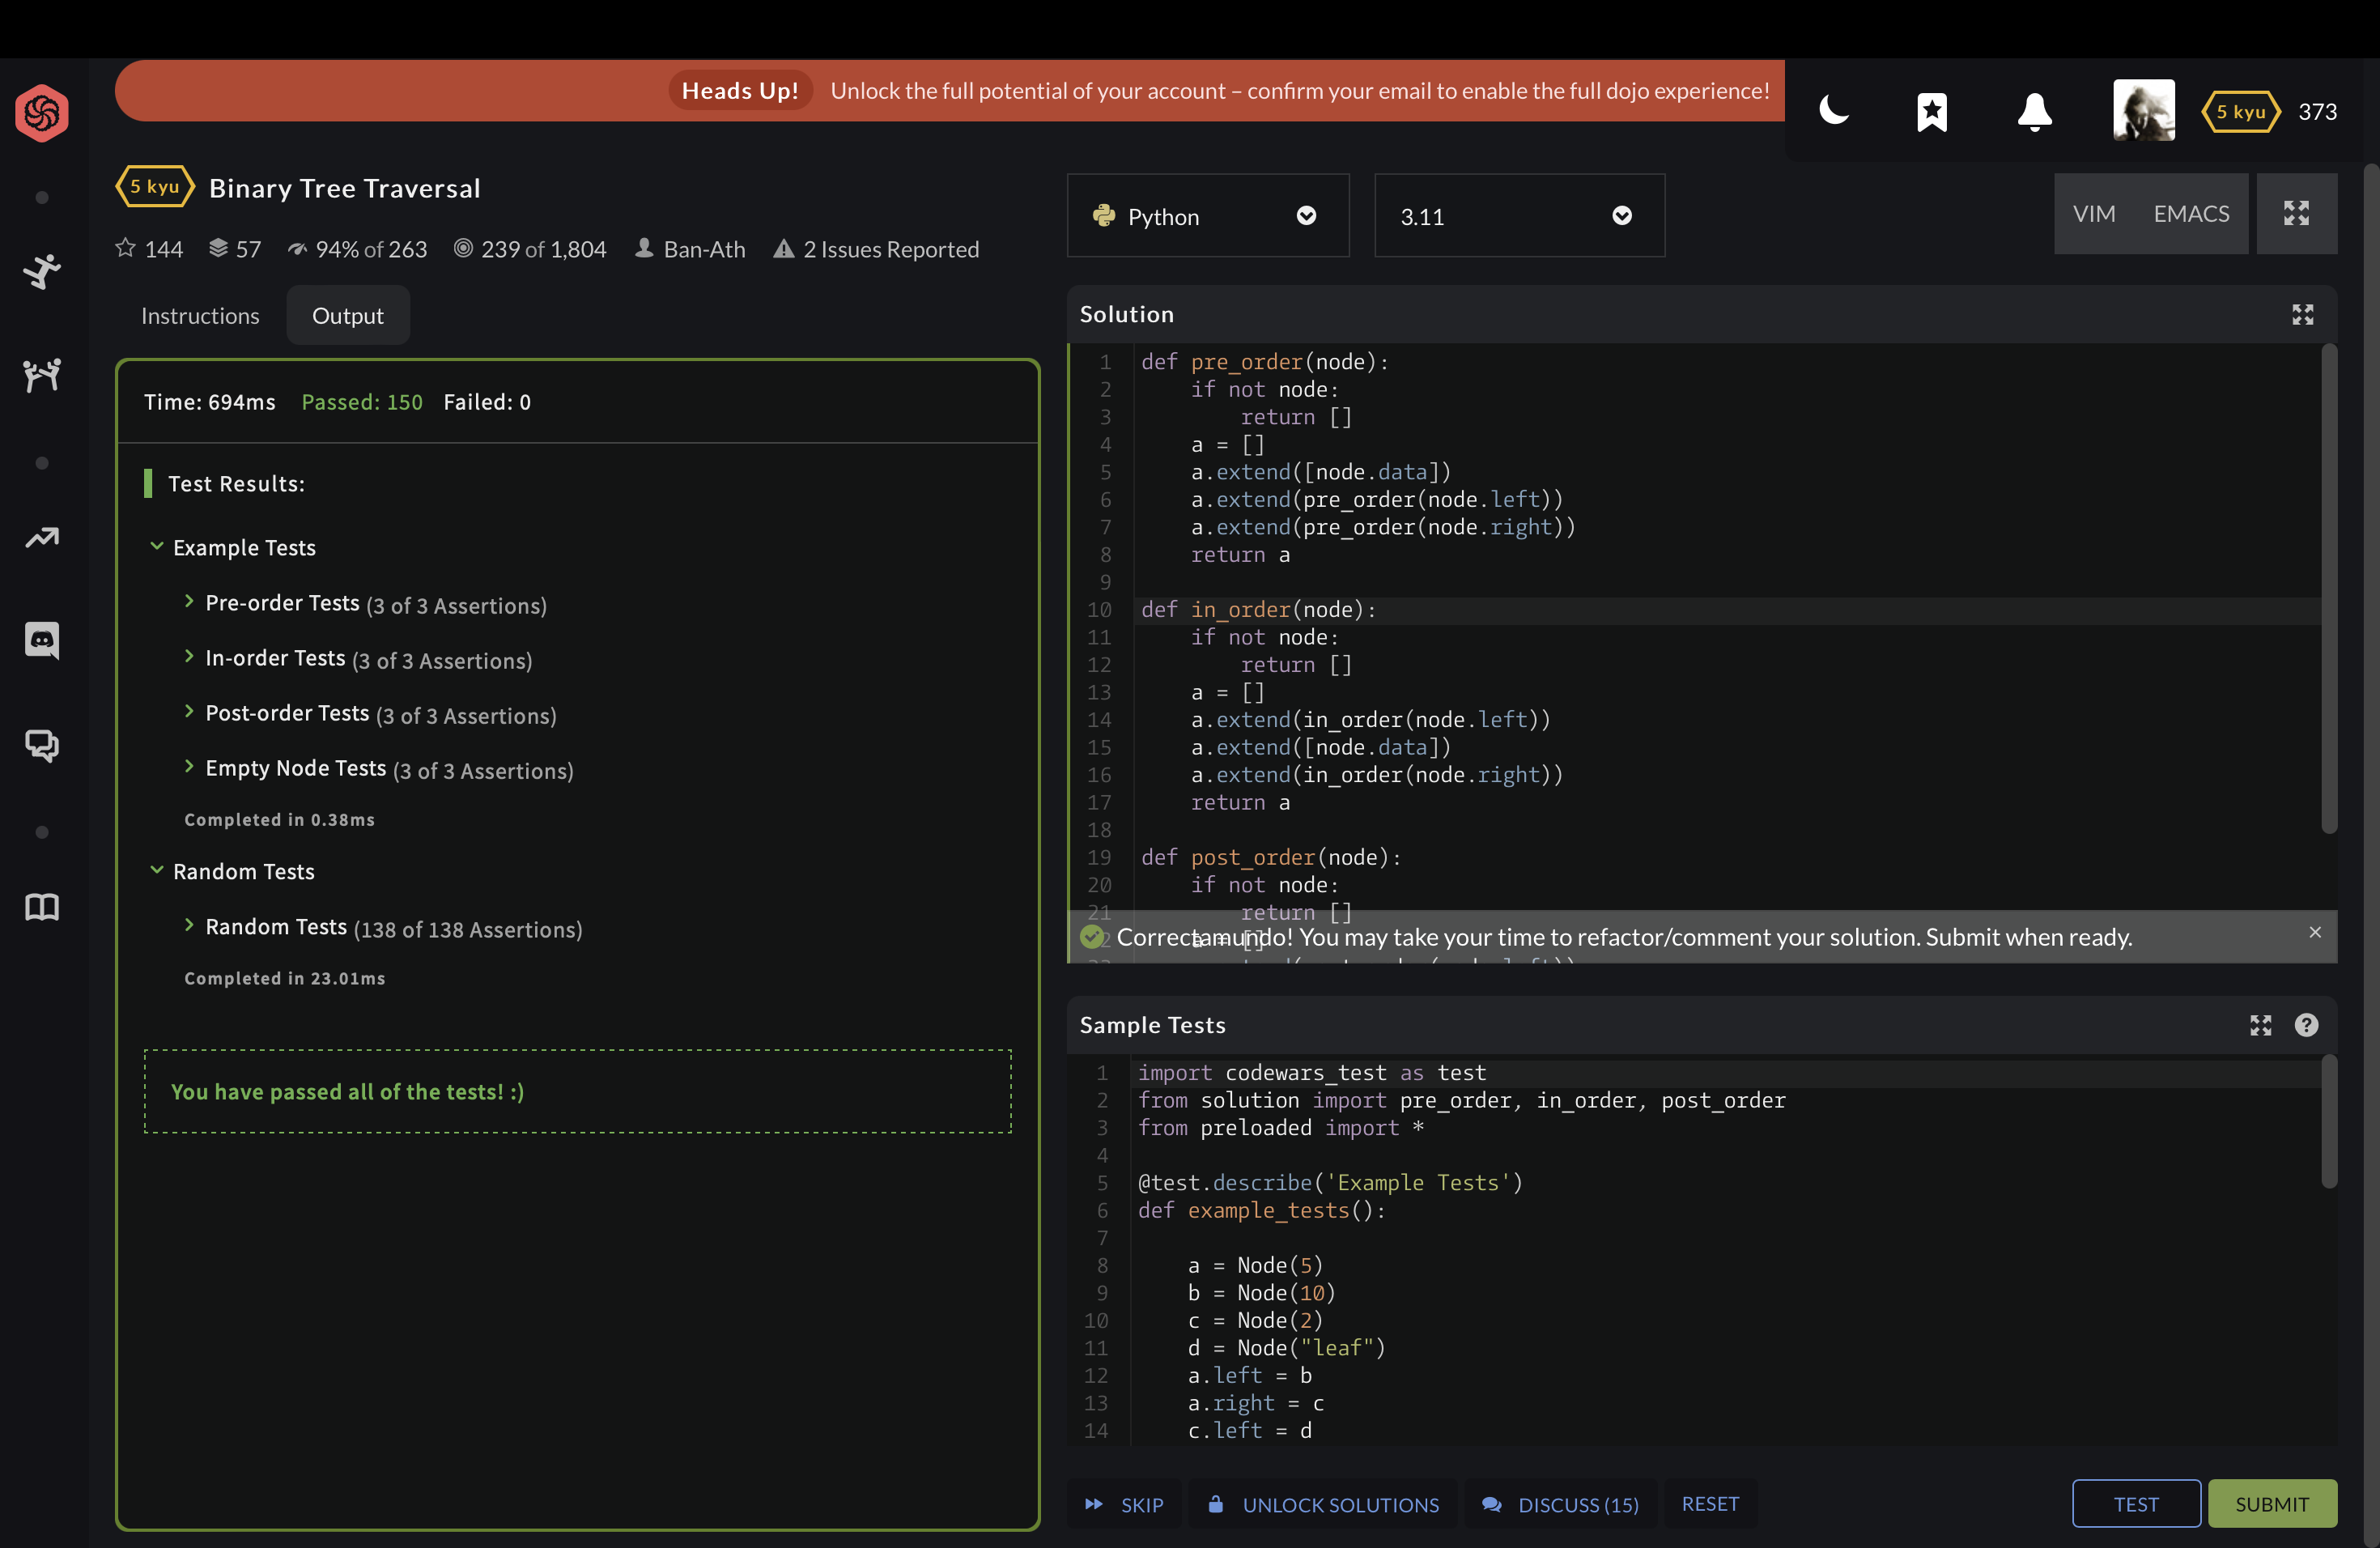 Heads Up! Unlock the full potential of your account – confirm your email to enable the full dojo experience!
5 kyu 373
5 kyu Binary Tree Traversal
144 57 94% of 263 239 of 1,804 Ban-Ath 2 Issues Reported
Instructions Output
Time: 694ms Passed: 150 Failed: 0
Test Results:
Example Tests
Pre-order Tests (3 of 3 Assertions)
In-order Tests (3 of 3 Assertions)
Post-order Tests (3 of 3 Assertions)
Empty Node Tests (3 of 3 Assertions)
Completed in 0.38ms
Random Tests
Random Tests (138 of 138 Assertions)
Completed in 23.01ms
You have passed all of the tests! :)
Python 3.11 VIM EMACS
Solution
1 def pre_order(node):
2     if not node:
3         return []
4     a = []
5     a.extend([node.data])
6     a.extend(pre_order(node.left))
7     a.extend(pre_order(node.right))
8     return a
9
10 def in_order(node):
11     if not node:
12         return []
13     a = []
14     a.extend(in_order(node.left))
15     a.extend([node.data])
16     a.extend(in_order(node.right))
17     return a
18
19 def post_order(node):
20     if not node:
21         return []
Correctamundo! You may take your time to refactor/comment your solution. Submit when ready.
Sample Tests
1 import codewars_test as test
2 from solution import pre_order, in_order, post_order
3 from preloaded import *
4
5 @test.describe('Example Tests')
6 def example_tests():
7
8     a = Node(5)
9     b = Node(10)
10     c = Node(2)
11     d = Node("leaf")
12     a.left = b
13     a.right = c
14     c.left = d
SKIP UNLOCK SOLUTIONS DISCUSS (15) RESET TEST SUBMIT